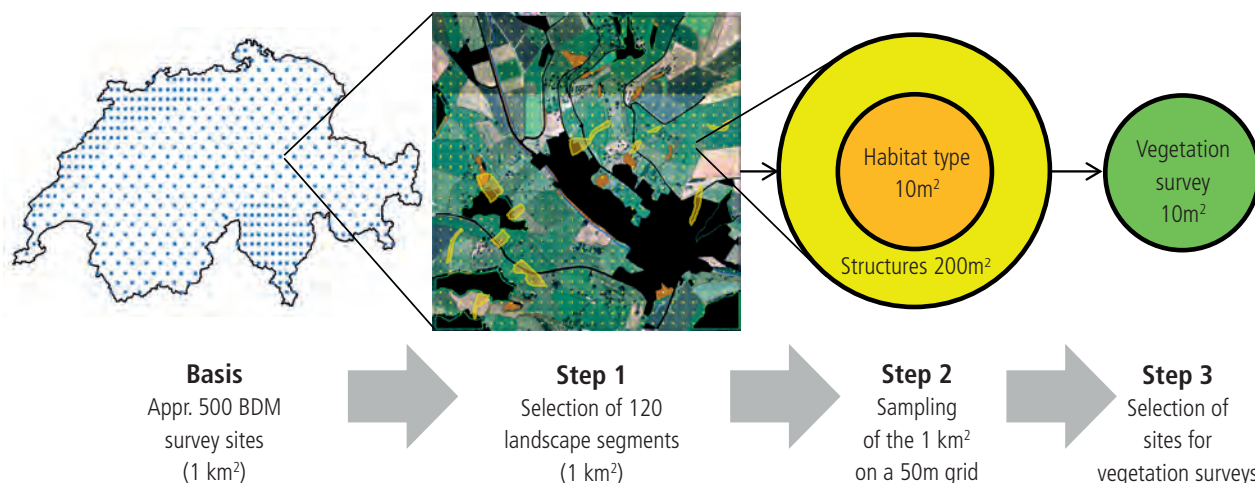 Habitat type
10m²
Structures 200m²
Vegetation
survey
10m²
Basis
Appr. 500 BDM
survey sites
(1 km²)
Step 1
Selection of 120
landscape segments
(1 km²)
Step 2
Sampling
of the 1 km²
on a 50m grid
Step 3
Selection of
sites for
vegetation surveys